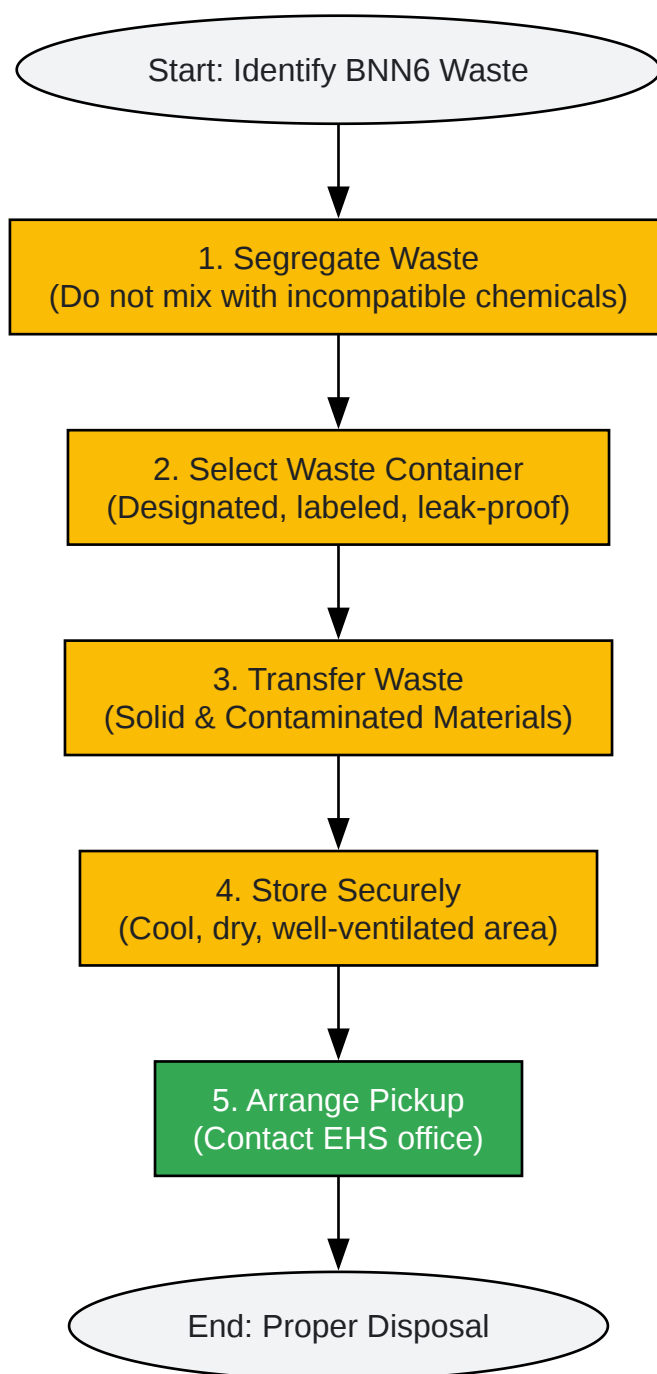 Start: Identify BNN6 Waste
1. Segregate Waste
(Do not mix with incompatible chemicals)
2. Select Waste Container
(Designated, labeled, leak-proof)
3. Transfer Waste
(Solid & Contaminated Materials)
4. Store Securely
(Cool, dry, well-ventilated area)
5. Arrange Pickup
(Contact EHS office)
End: Proper Disposal